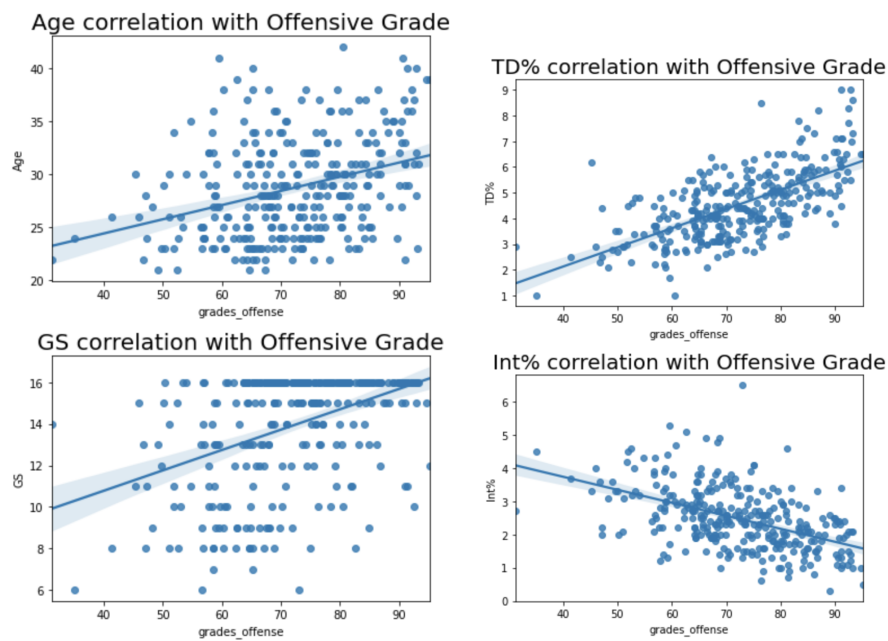 Age correlation with Offensive Grade
40
35
30
25
20
Age
40 50 60 70 80 90
grades_offense
TD% correlation with Offensive Grade
9
8
7
6
5
4
3
2
1
TD%
40 50 60 70 80 90
grades_offense
GS correlation with Offensive Grade
16
14
12
10
8
6
GS
40 50 60 70 80 90
grades_offense
Int% correlation with Offensive Grade
6
5
4
3
2
1
0
Int%
40 50 60 70 80 90
grades_offense